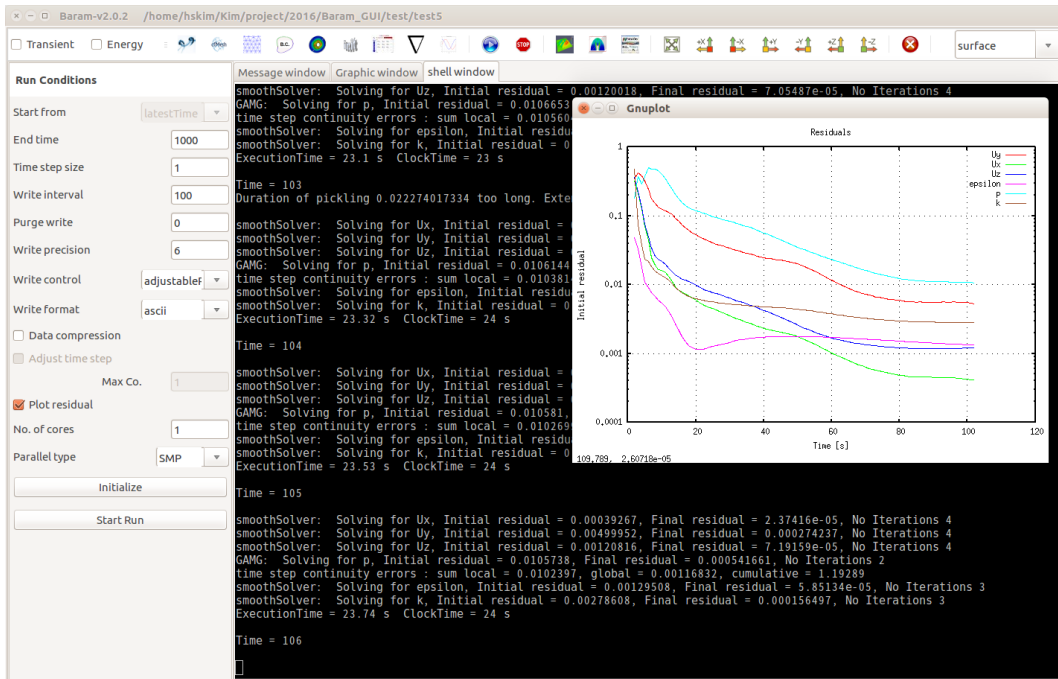 Baram-v2.0.2 /home/hskim/Kim/project/2016/Baram_GUI/test/test5
Transient Energy
B.C.
STOP
+X -X +Y -Y +Z -Z
surface
Run Conditions
Start from latestTime
End time 1000
Time step size 1
Write interval 100
Purge write 0
Write precision 6
Write control adjustableF
Write format ascii
Data compression
Adjust time step
Max Co. 1
Plot residual
No. of cores 1
Parallel type SMP
Initialize
Start Run
Message window Graphic window shell window
smoothSolver: Solving for Uz, Initial residual = 0.00120018, Final residual = 7.05487e-05, No Iterations 4
GAMG: Solving for p, Initial residual = 0.0106653
time step continuity errors : sum local = 0.010560
smoothSolver: Solving for epsilon, Initial residu
smoothSolver: Solving for k, Initial residual = 0
ExecutionTime = 23.1 s ClockTime = 23 s
Time = 103
Duration of pickling 0.022274017334 too long. Exte
smoothSolver: Solving for Ux, Initial residual =
smoothSolver: Solving for Uy, Initial residual =
smoothSolver: Solving for Uz, Initial residual =
GAMG: Solving for p, Initial residual = 0.0106144
time step continuity errors : sum local = 0.010381
smoothSolver: Solving for epsilon, Initial residu
smoothSolver: Solving for k, Initial residual = 0
ExecutionTime = 23.32 s ClockTime = 24 s
Time = 104
smoothSolver: Solving for Ux, Initial residual =
smoothSolver: Solving for Uy, Initial residual =
smoothSolver: Solving for Uz, Initial residual =
GAMG: Solving for p, Initial residual = 0.010581,
time step continuity errors : sum local = 0.010269
smoothSolver: Solving for epsilon, Initial residu
smoothSolver: Solving for k, Initial residual = 0
ExecutionTime = 23.53 s ClockTime = 24 s
Time = 105
smoothSolver: Solving for Ux, Initial residual = 0.00039267, Final residual = 2.37416e-05, No Iterations 4
smoothSolver: Solving for Uy, Initial residual = 0.00499952, Final residual = 0.000274237, No Iterations 4
smoothSolver: Solving for Uz, Initial residual = 0.00120816, Final residual = 7.19159e-05, No Iterations 4
GAMG: Solving for p, Initial residual = 0.0105738, Final residual = 0.000541661, No Iterations 2
time step continuity errors : sum local = 0.0102397, global = 0.00116832, cumulative = 1.19289
smoothSolver: Solving for epsilon, Initial residual = 0.00129508, Final residual = 5.85134e-05, No Iterations 3
smoothSolver: Solving for k, Initial residual = 0.00278608, Final residual = 0.000156497, No Iterations 3
ExecutionTime = 23.74 s ClockTime = 24 s
Time = 106
Gnuplot
Residuals
Uy
Ux
Uz
epsilon
p
k
Initial residual
1
0.1
0.01
0.001
0.0001
0 20 40 60 80 100 120
Time [s]
109.789, 2.60718e-05